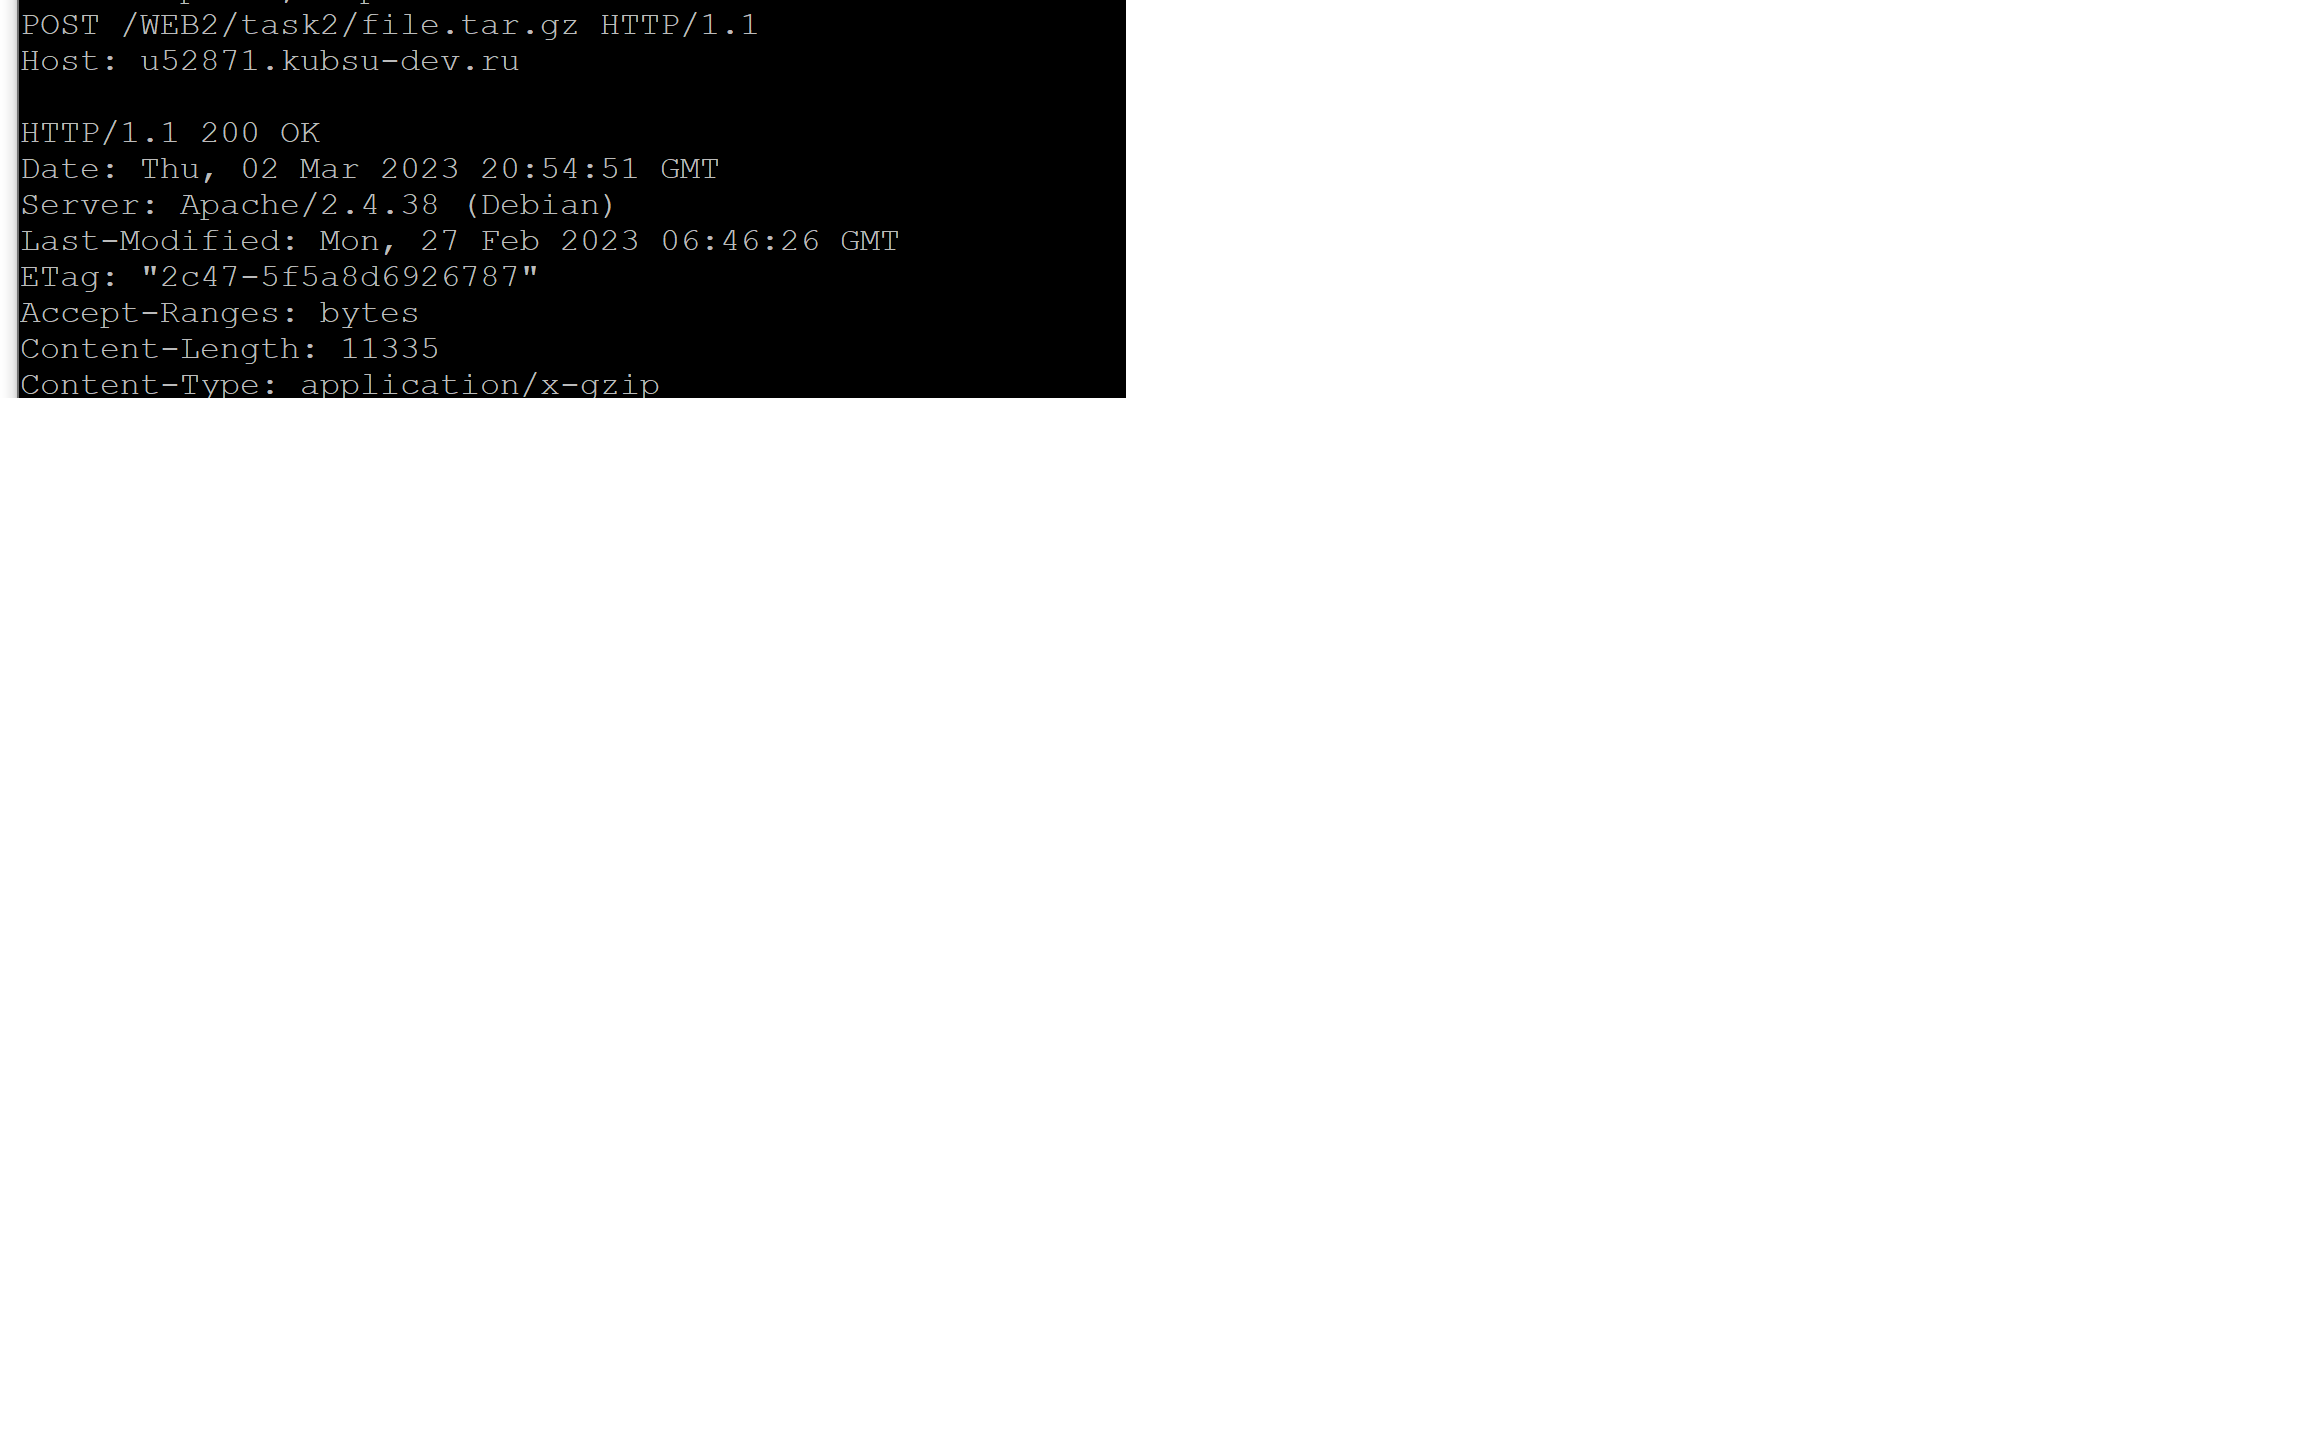 POST /WEB2/task2/file.tar.gz HTTP/1.1
Host: u52871.kubsu-dev.ru
HTTP/1.1 200 OK
Date: Thu, 02 Mar 2023 20:54:51 GMT
Server: Apache/2.4.38 (Debian)
Last-Modified: Mon, 27 Feb 2023 06:46:26 GMT
ETag: "2c47-5f5a8d6926787"
Accept-Ranges: bytes
Content-Length: 11335
Content-Type: application/x-gzip